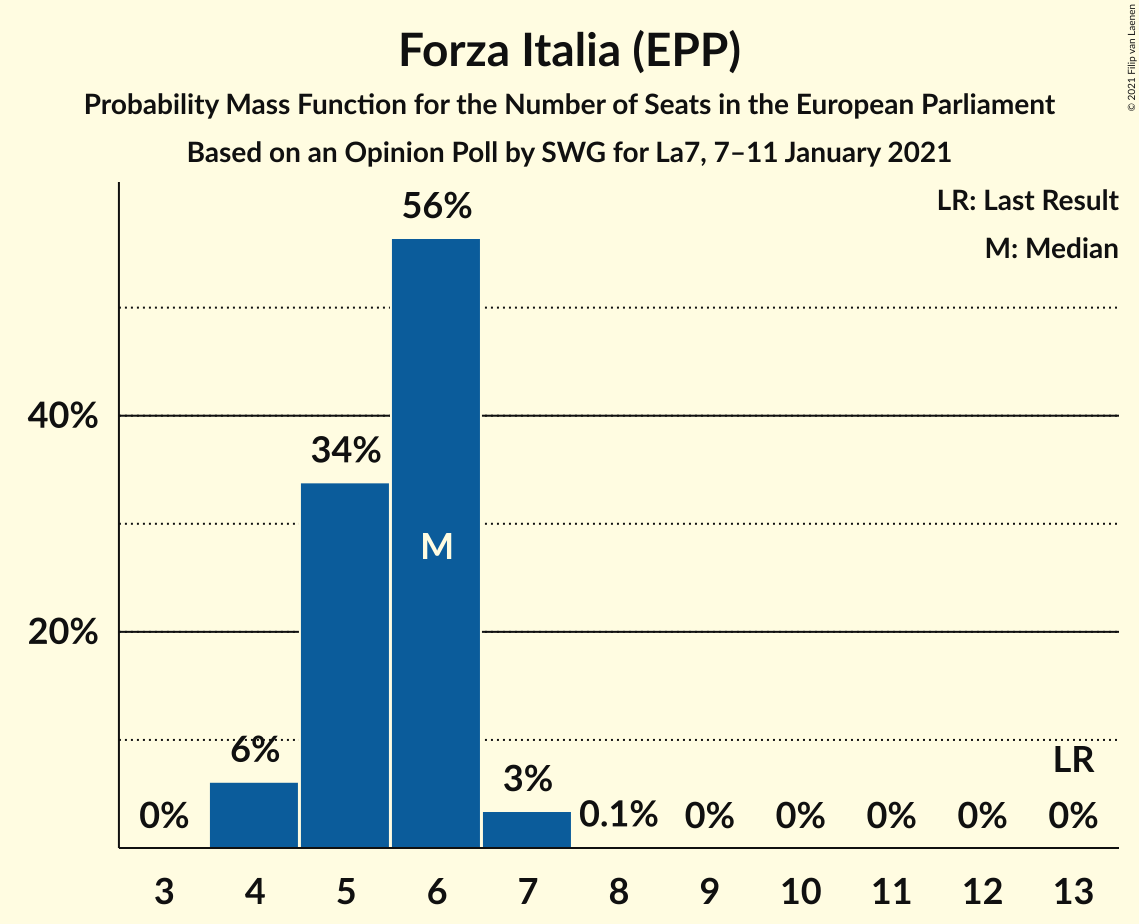 Forza Italia (EPP)
Probability Mass Function for the Number of Seats in the European Parliament
Based on an Opinion Poll by SWG for La7, 7–11 January 2021
© 2021 Filip van Laenen
LR: Last Result
M: Median
56%
40%
34%
M
20%
6%
LR
3%
0% 0.1% 0% 0% 0% 0% 0%
3 4 5 6 7 8 9 10 11 12 13